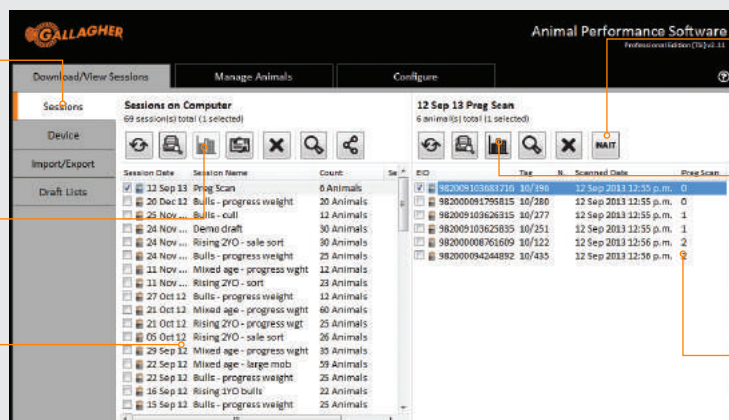 GALLAGHER
Animal Performance Software
Professional Edition (TSi) v2.11
Download/View Sessions Manage Animals Configure
Sessions
Device
Import/Export
Draft Lists
Sessions on Computer
69 session(s) total (1 selected)
Session Date Session Name Count Se
12 Sep 13 Preg Scan 6 Animals
20 Dec 12 Bulls - progress weight 20 Animals
25 Nov ... Bulls - cull 12 Animals
24 Nov ... Demo draft 30 Animals
24 Nov ... Rising 2YO - sale sort 30 Animals
24 Nov ... Bulls - progress weight 25 Animals
11 Nov ... Mixed age - progress wght 12 Animals
11 Nov ... Rising 2YO - sort 23 Animals
27 Oct 12 Bulls - progress weight 12 Animals
21 Oct 12 Mixed age - progress wght 60 Animals
21 Oct 12 Rising 2YO - progress wgt 25 Animals
05 Oct 12 Rising 2YO - sale sort 26 Animals
29 Sep 12 Mixed age - progress wght 35 Animals
22 Sep 12 Mixed age - large mob 59 Animals
22 Sep 12 Bulls - progress weight 25 Animals
16 Sep 12 Rising 1YO bulls 22 Animals
15 Sep 12 Bulls - progress weight 25 Animals
12 Sep 13 Preg Scan
6 animal(s) total (1 selected)
NAIT
EID Tag N.. Scanned Date Preg Scan
982009103683716 10/396 12 Sep 2013 12:55 p.m. 0
982000091795815 10/280 12 Sep 2013 12:55 p.m. 0
982009103626315 10/277 12 Sep 2013 12:55 p.m. 1
982009103625835 10/251 12 Sep 2013 12:55 p.m. 1
982000008761609 10/122 12 Sep 2013 12:56 p.m. 2
982000094244892 10/435 12 Sep 2013 12:56 p.m. 2